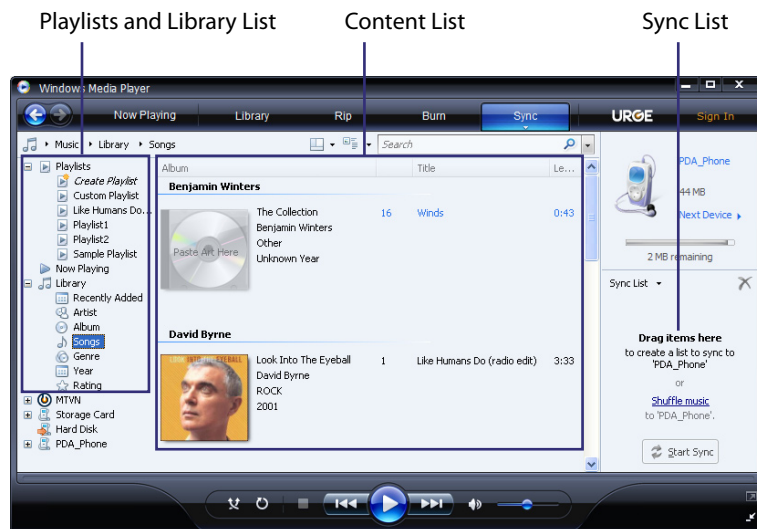 Playlists and Library List
Content List
Sync List
Windows Media Player
Now Playing
Library
Rip
Burn
Sync
URGE
Sign In
Music
Library
Songs
Search
Playlists
Create Playlist
Custom Playlist
Like Humans Do...
Playlist1
Playlist2
Sample Playlist
Now Playing
Library
Recently Added
Artist
Album
Songs
Genre
Year
Rating
MTVN
Storage Card
Hard Disk
PDA_Phone
Album
Title
Le...
Benjamin Winters
Paste Art Here
The Collection
16
Winds
0:43
Benjamin Winters
Other
Unknown Year
David Byrne
LOOK INTO THE EYEBALL
Look Into The Eyeball
1
Like Humans Do (radio edit)
3:33
David Byrne
ROCK
2001
PDA_Phone
44 MB
Next Device
2 MB remaining
Sync List
Drag items here
to create a list to sync to
'PDA_Phone'
or
Shuffle music
to 'PDA_Phone'.
Start Sync